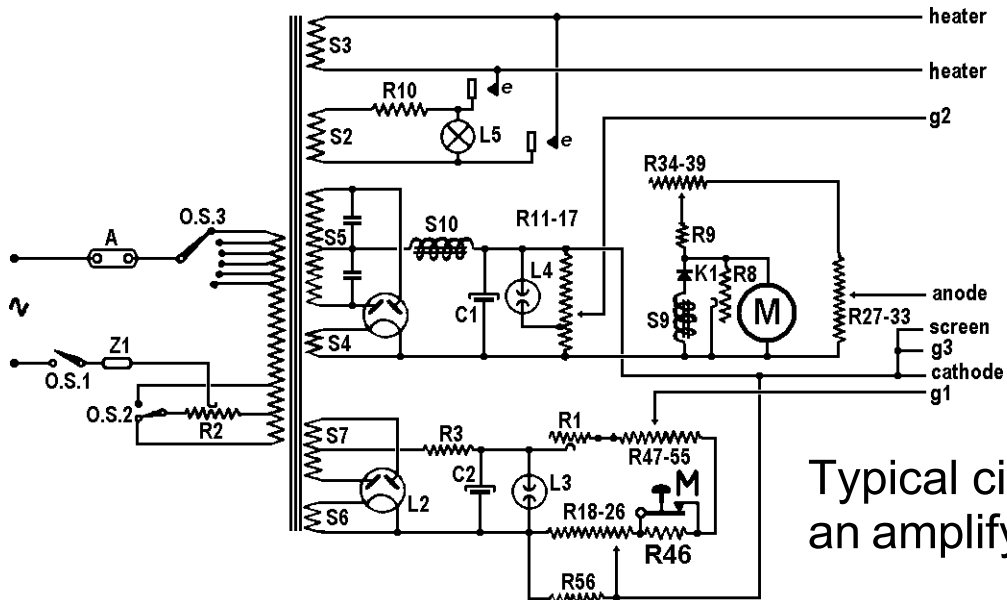 heater
S3
heater
R10
e
g2
S2
L5
e
R34-39
O.S.3
A
S5
S10
R11-17
R9
L4
K1
R8
anode
C1
S9
M
R27-33
screen
S4
g3
Z1
cathode
O.S.1
g1
O.S.2
R2
S7
R3
R1
R47-55
C2
L3
M
L2
R18-26
S6
R46
R56
Typical ci
an amplify